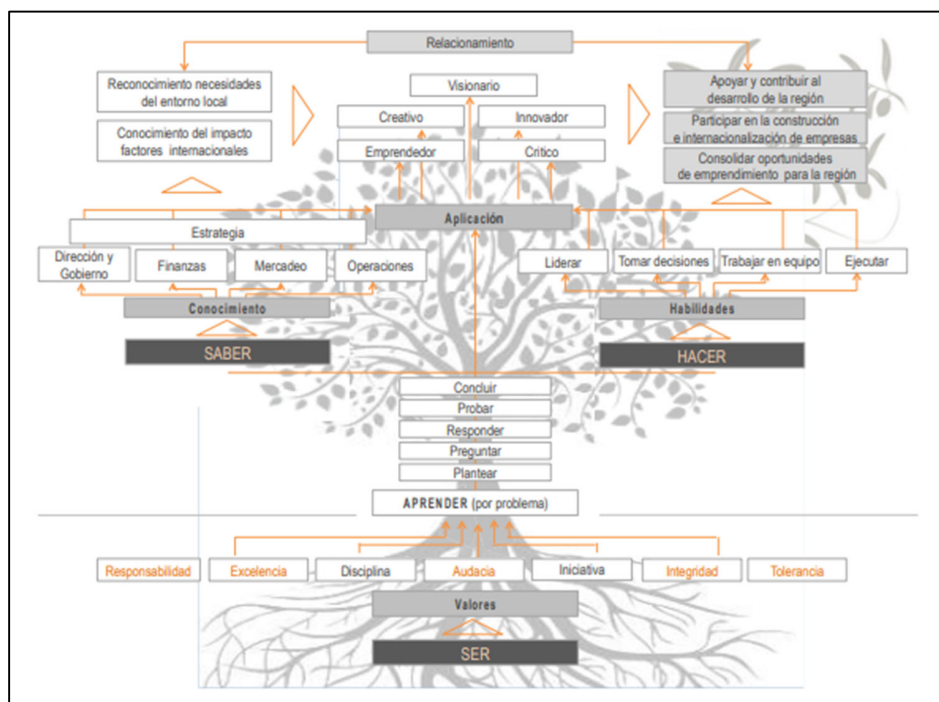 Relacionamiento
Reconocimiento necesidades
del entorno local
Conocimiento del impacto
factores internacionales
Visionario
Creativo
Innovador
Emprendedor
Critico
Apoyar y contribuir al
desarrollo de la región
Participar en la construcción
e internacionalización de empresas
Consolidar oportunidades
de emprendimiento para la región
Aplicación
Estrategia
Dirección y
Gobierno
Finanzas
Mercadeo
Operaciones
Liderar
Tomar decisiones
Trabajar en equipo
Ejecutar
Conocimiento
Habilidades
SABER
HACER
Concluir
Probar
Responder
Preguntar
Plantear
APRENDER (por problema)
Responsabilidad
Excelencia
Disciplina
Audacia
Iniciativa
Integridad
Tolerancia
Valores
SER